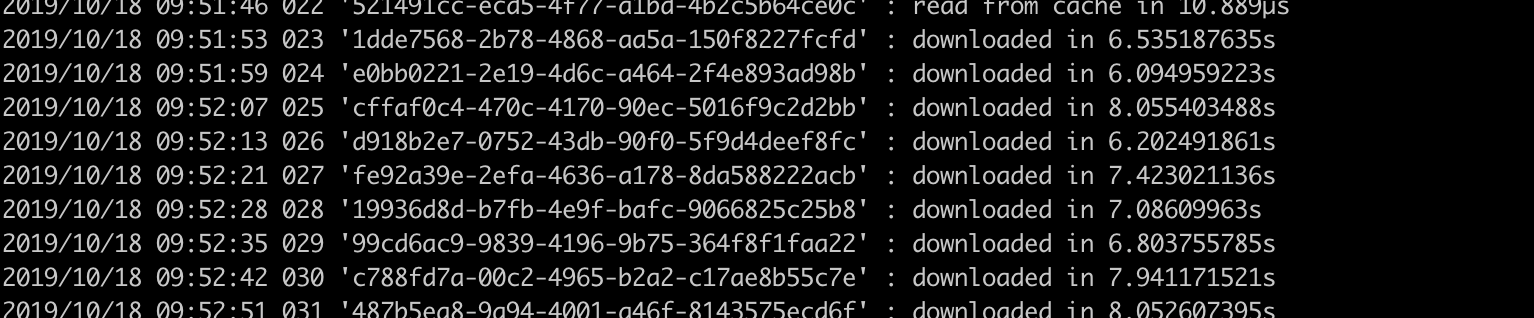 2019/10/18 09:51:46 022 '521491cc-ecd5-4f77-a1bd-4b2c5b64ce0c' : read from cache in 10.889µs
2019/10/18 09:51:53 023 '1dde7568-2b78-4868-aa5a-150f8227fcfd' : downloaded in 6.535187635s
2019/10/18 09:51:59 024 'e0bb0221-2e19-4d6c-a464-2f4e893ad98b' : downloaded in 6.094959223s
2019/10/18 09:52:07 025 'cffaf0c4-470c-4170-90ec-5016f9c2d2bb' : downloaded in 8.055403488s
2019/10/18 09:52:13 026 'd918b2e7-0752-43db-90f0-5f9d4deef8fc' : downloaded in 6.202491861s
2019/10/18 09:52:21 027 'fe92a39e-2efa-4636-a178-8da588222acb' : downloaded in 7.423021136s
2019/10/18 09:52:28 028 '19936d8d-b7fb-4e9f-bafc-9066825c25b8' : downloaded in 7.08609963s
2019/10/18 09:52:35 029 '99cd6ac9-9839-4196-9b75-364f8f1faa22' : downloaded in 6.803755785s
2019/10/18 09:52:42 030 'c788fd7a-00c2-4965-b2a2-c17ae8b55c7e' : downloaded in 7.941171521s
2019/10/18 09:52:51 031 '487b5ea8-9a94-4001-a46f-8143575ecd6f' : downloaded in 8.052607395s